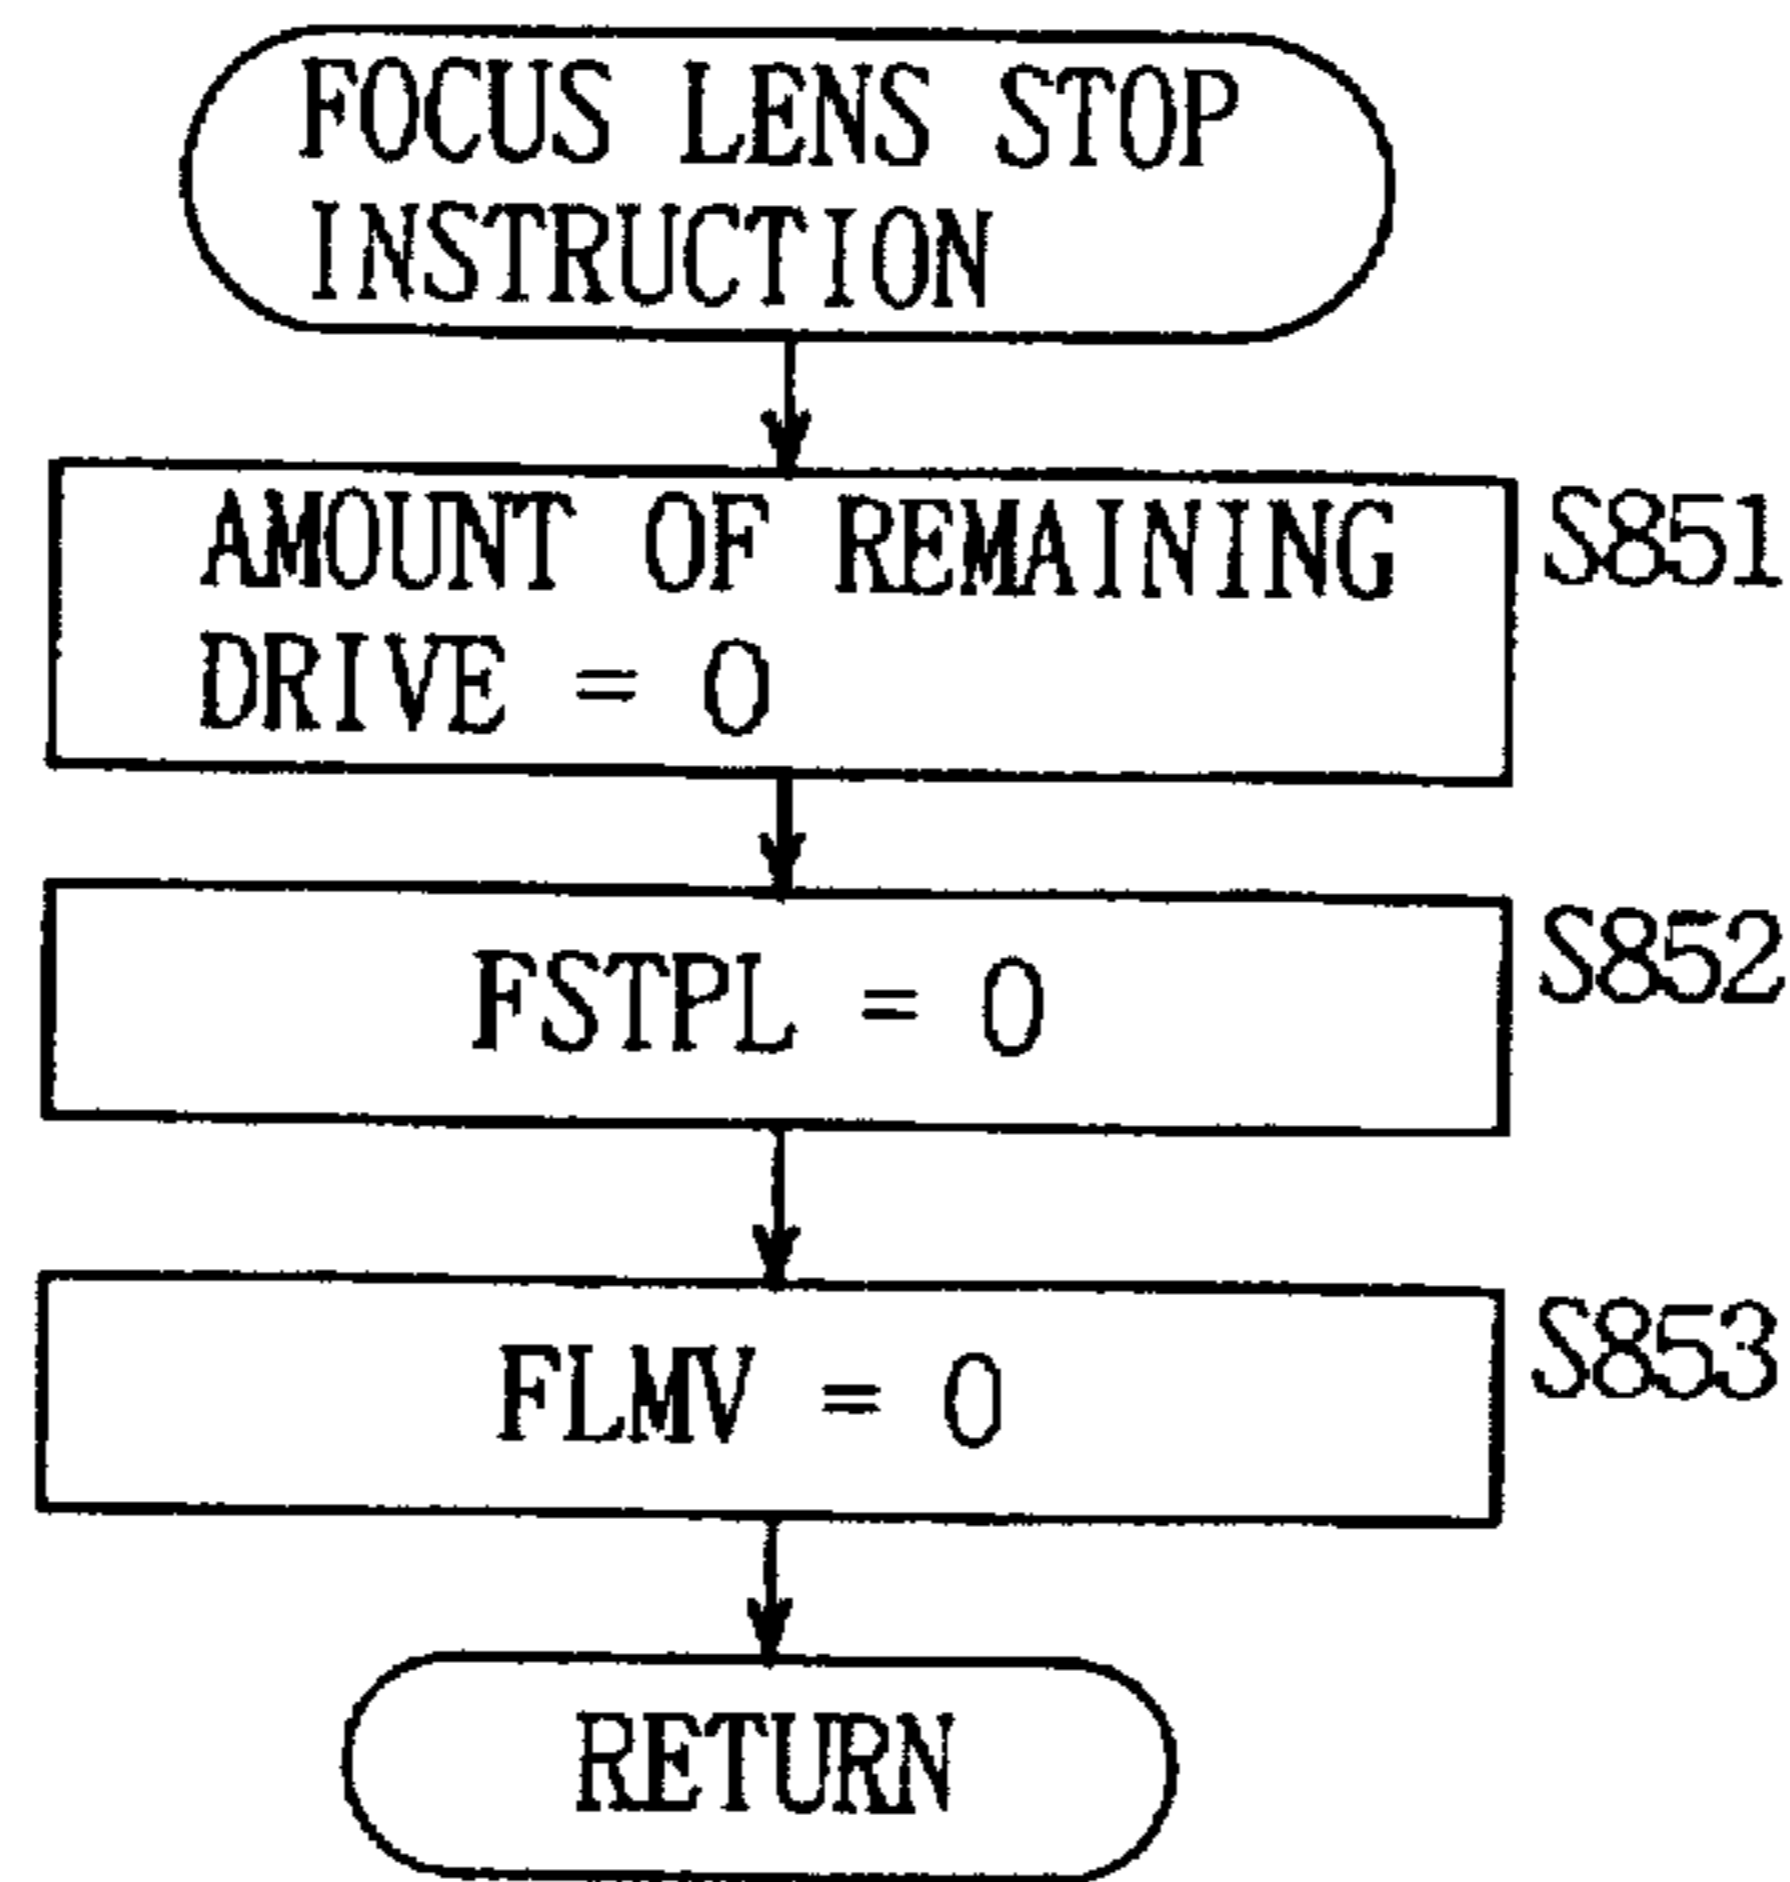 FOCUS LENS STOP
INSTRUCTION
AMOUNT OF REMAINING
DRIVE = 0
S851
FSTPL = 0
S852
FLMV = 0
S853
RETURN